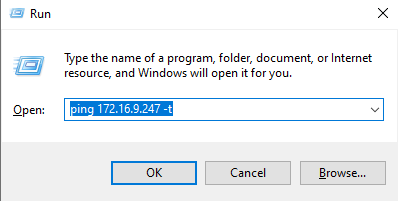 Run
Type the name of a program, folder, document, or Internet
resource, and Windows will open it for you.
Open: ping 172.16.9.247 -t
OK Cancel Browse...